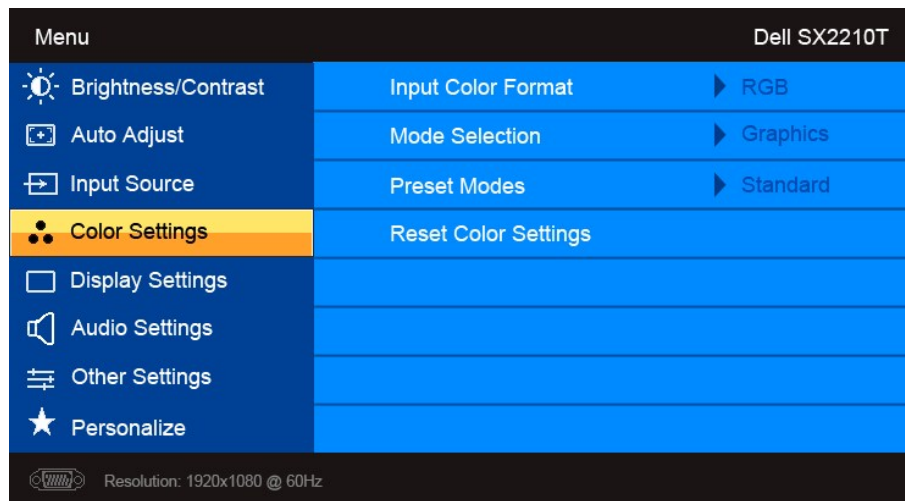 Menu Dell SX2210T
Brightness/Contrast Input Color Format RGB
Auto Adjust Mode Selection Graphics
Input Source Preset Modes Standard
Color Settings Reset Color Settings
Display Settings
Audio Settings
Other Settings
Personalize
Resolution: 1920x1080 @ 60Hz